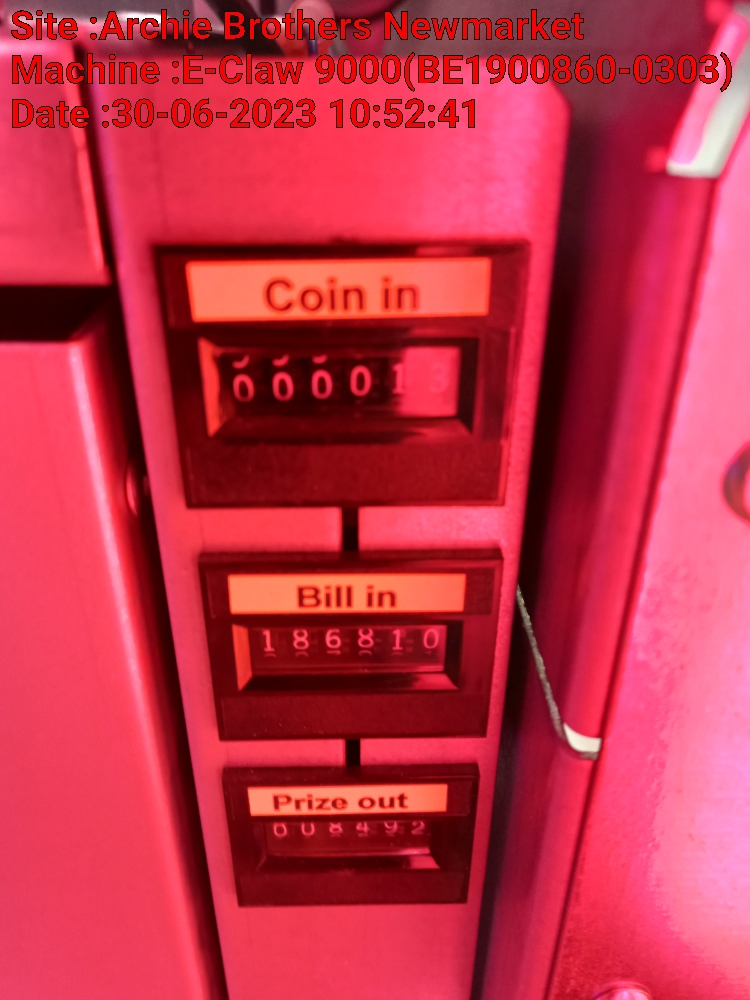 Site :Archie Brothers Newmarket
Machine :E-Claw 9000(BE1900860-0303)
Date :30-06-2023 10:52:41
Coin in
000013
Bill in
186810
Prize out
008492